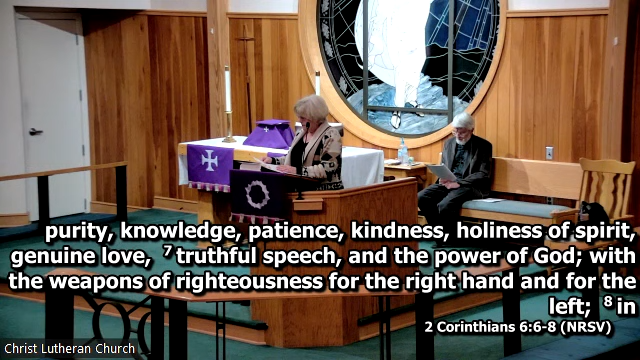 purity, knowledge, patience, kindness, holiness of spirit,
genuine love, 7 truthful speech, and the power of God; with
the weapons of righteousness for the right hand and for the
left; 8 in
2 Corinthians 6:6-8 (NRSV)
Christ Lutheran Church